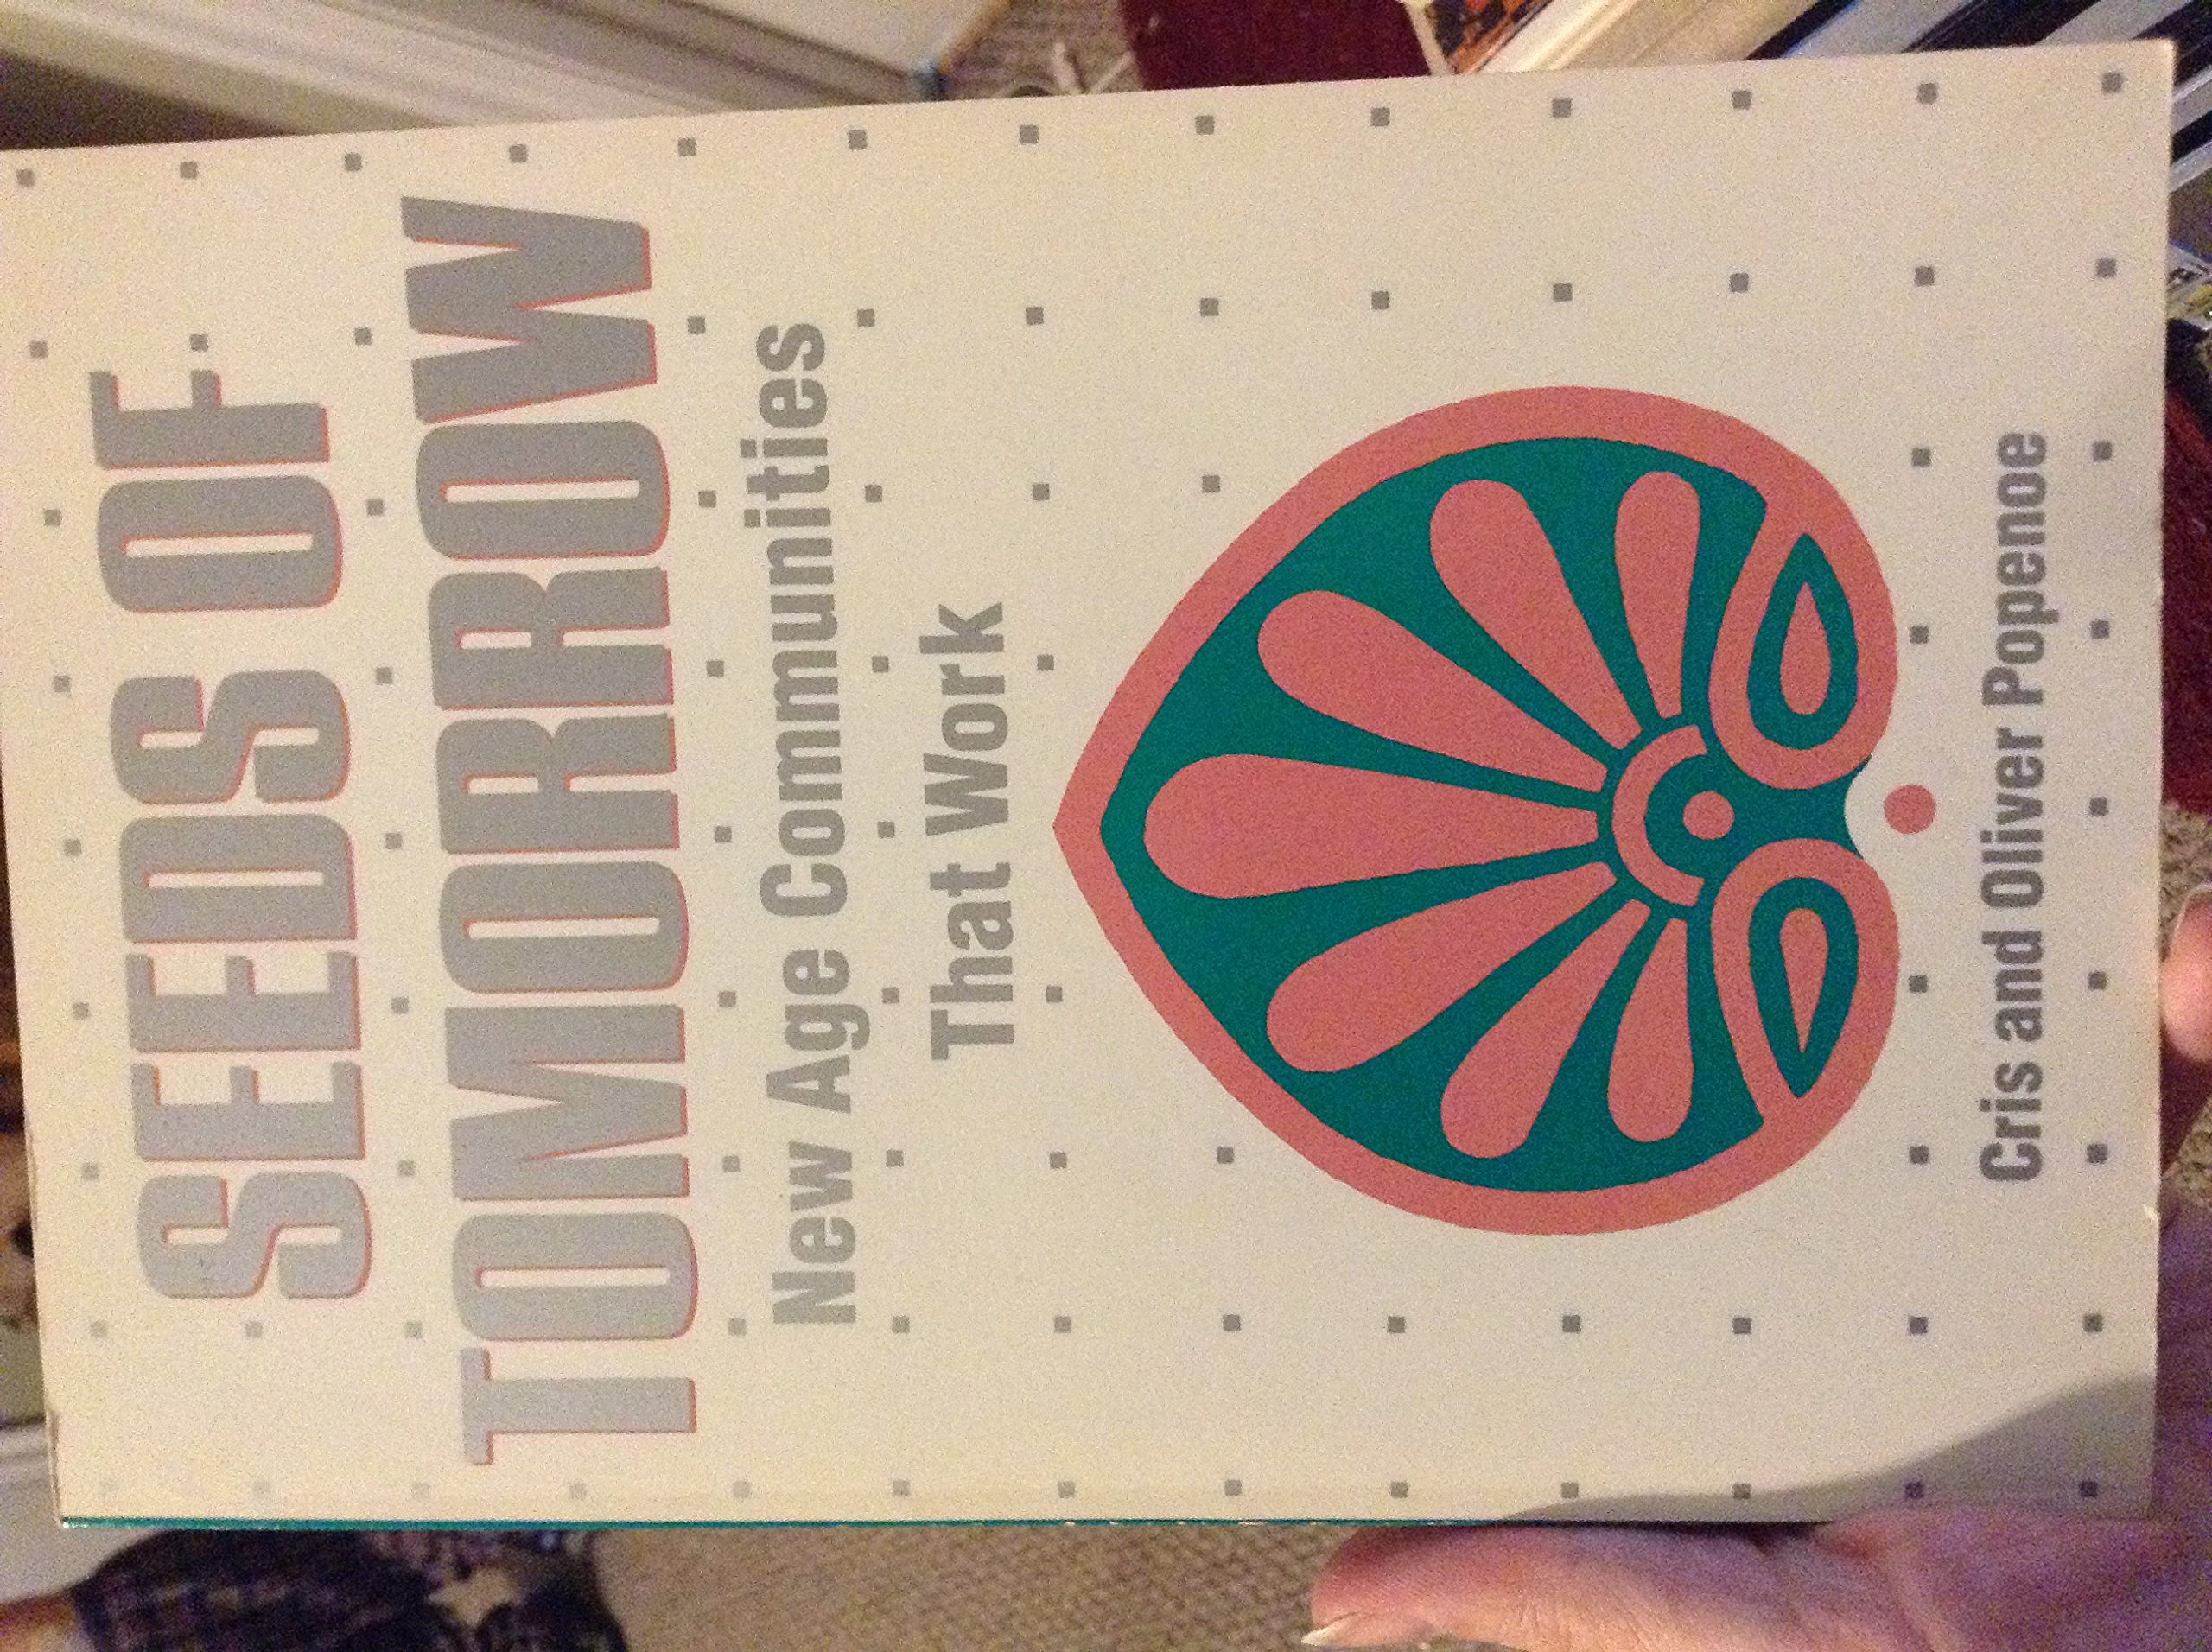 SEEDS OF
TOMORROW
New Age Communities
That Work
Cris and Oliver Popenoe